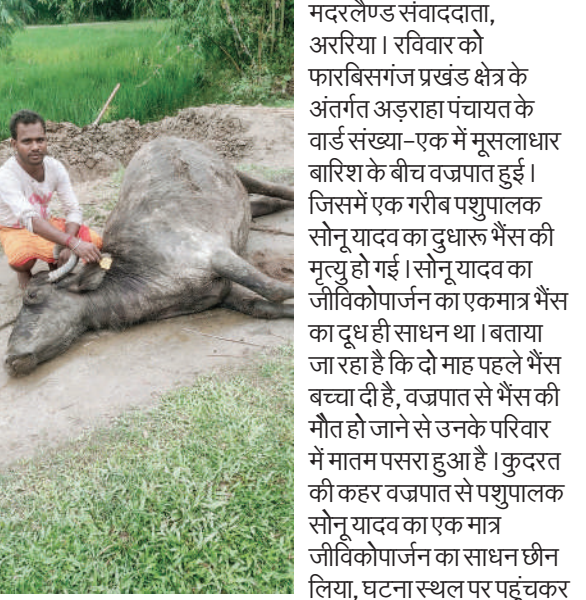 मदरलैण्ड संवाददाता,
अररिया। रविवार को
फारबिसगंज प्रखंड क्षेत्र के
अंतर्गत अड़राहा पंचायत के
वार्ड संख्या-एक में मूसलाधार
बारिश के बीच वज्रपात हुई।
जिसमें एक गरीब पशुपालक
सोनू यादव का दुधारू भैंस की
मृत्यु हो गई।सोनू यादव का
जीविकोपार्जन का एकमात्र भैंस
का दूध ही साधन था।बताया
जा रहा है कि दो माह पहले भैंस
बच्चा दी है, वज्रपात से भैंस की
मौत हो जाने से उनके परिवार
में मातम पसरा हुआ है।कुदरत
की कहर वज्रपात से पशुपालक
सोनू यादव का एक मात्र
जीविकोपार्जन का साधन छीन
लिया, घटना स्थल पर पहुंचकर